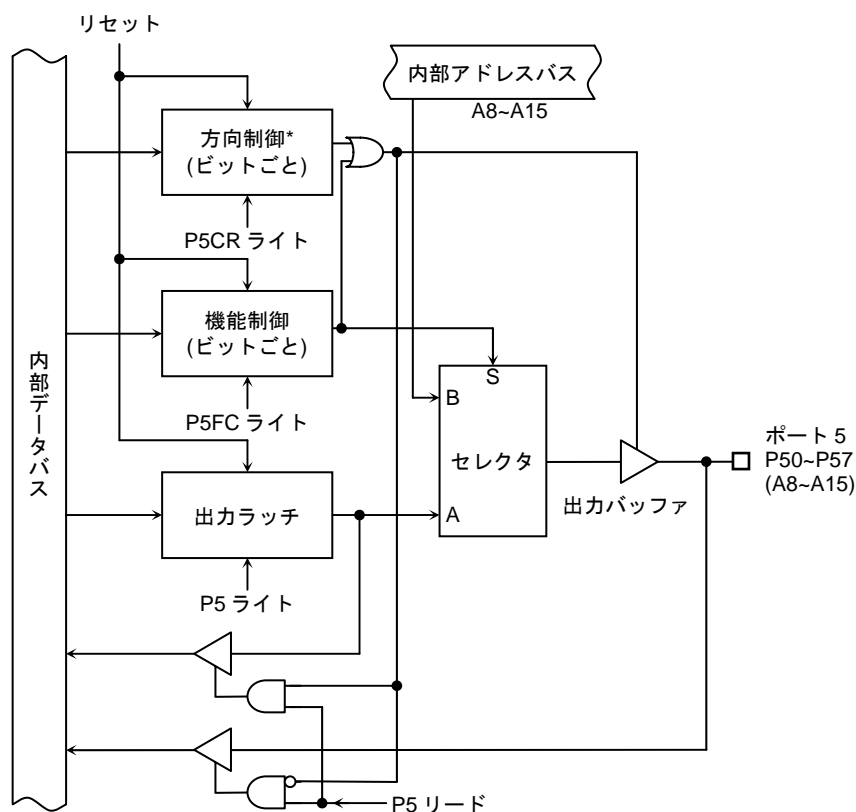 リセット
内部アドレスバス
A8~A15
方向制御*
(ビットごと)
P5CR ライト
機能制御
(ビットごと)
P5FC ライト
内部データバス
S
B
セレクタ
A
出力バッファ
ポート 5
P50~P57
(A8~A15)
出力ラッチ
P5 ライト
P5 リード